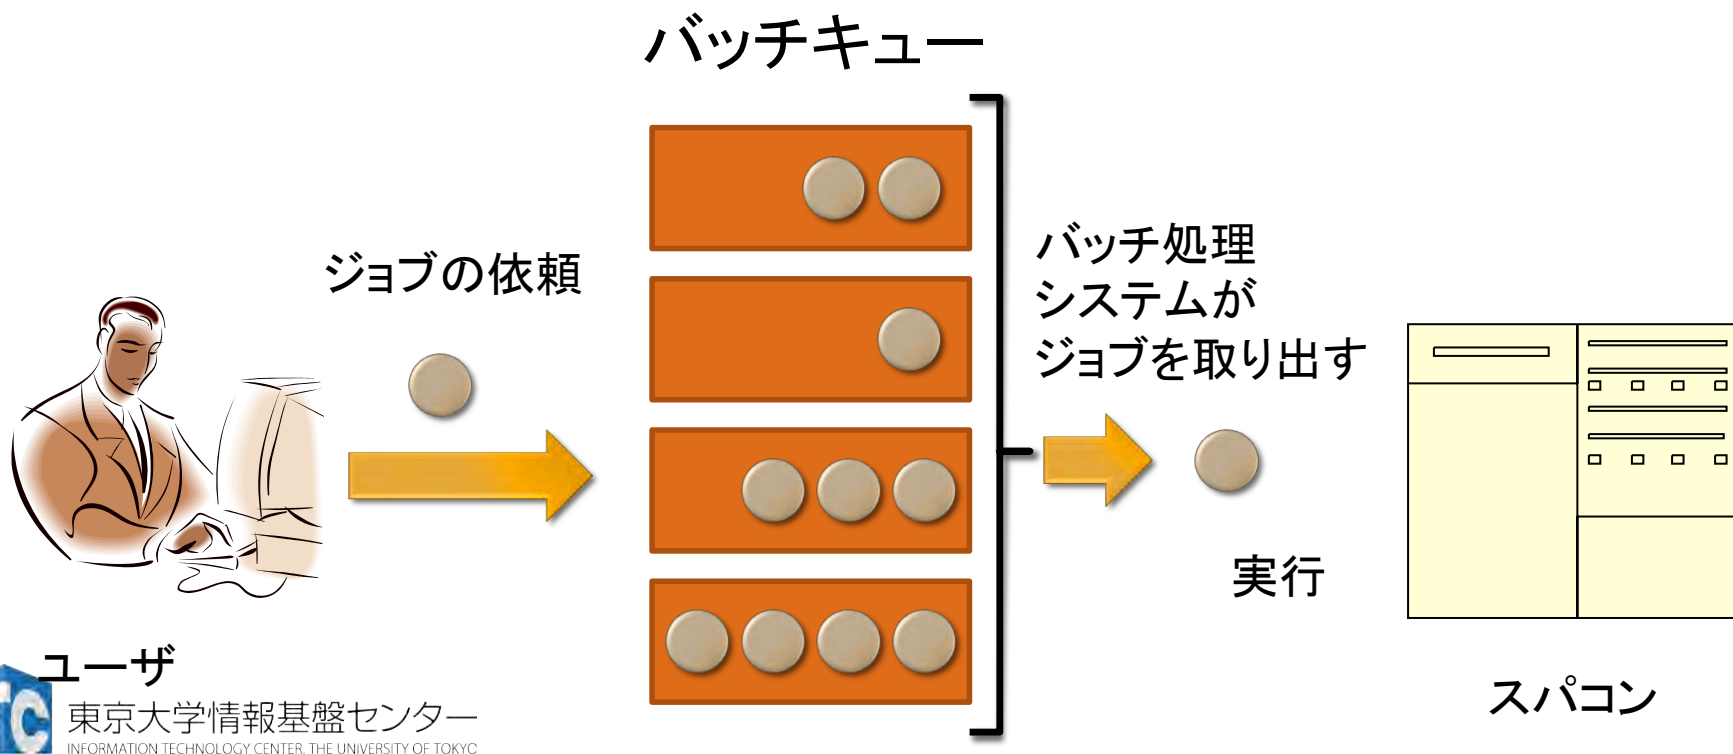 バッチキュー
ジョブの依頼
バッチ処理
システムが
ジョブを取り出す
実行
ユーザ
スパコン
TC
東京大学情報基盤センター
INFORMATION TECHNOLOGY CENTER, THE UNIVERSITY OF TOKYO